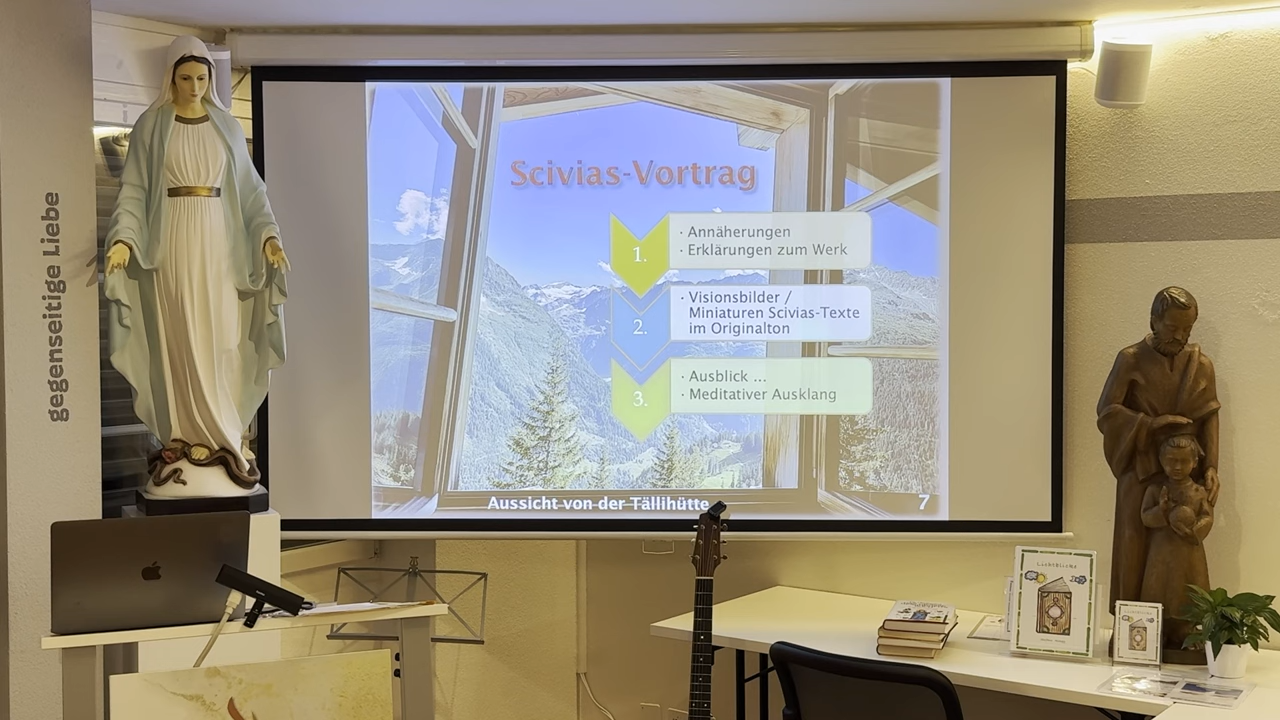 gegenseitige Liebe
Scivias-Vortrag
1.
· Annäherungen
· Erklärungen zum Werk
2.
· Visionsbilder /
Miniaturen Scivias-Texte
im Originalton
3.
· Ausblick ...
· Meditativer Ausklang
Aussicht von der Tällihütte
7
Lichtblicke